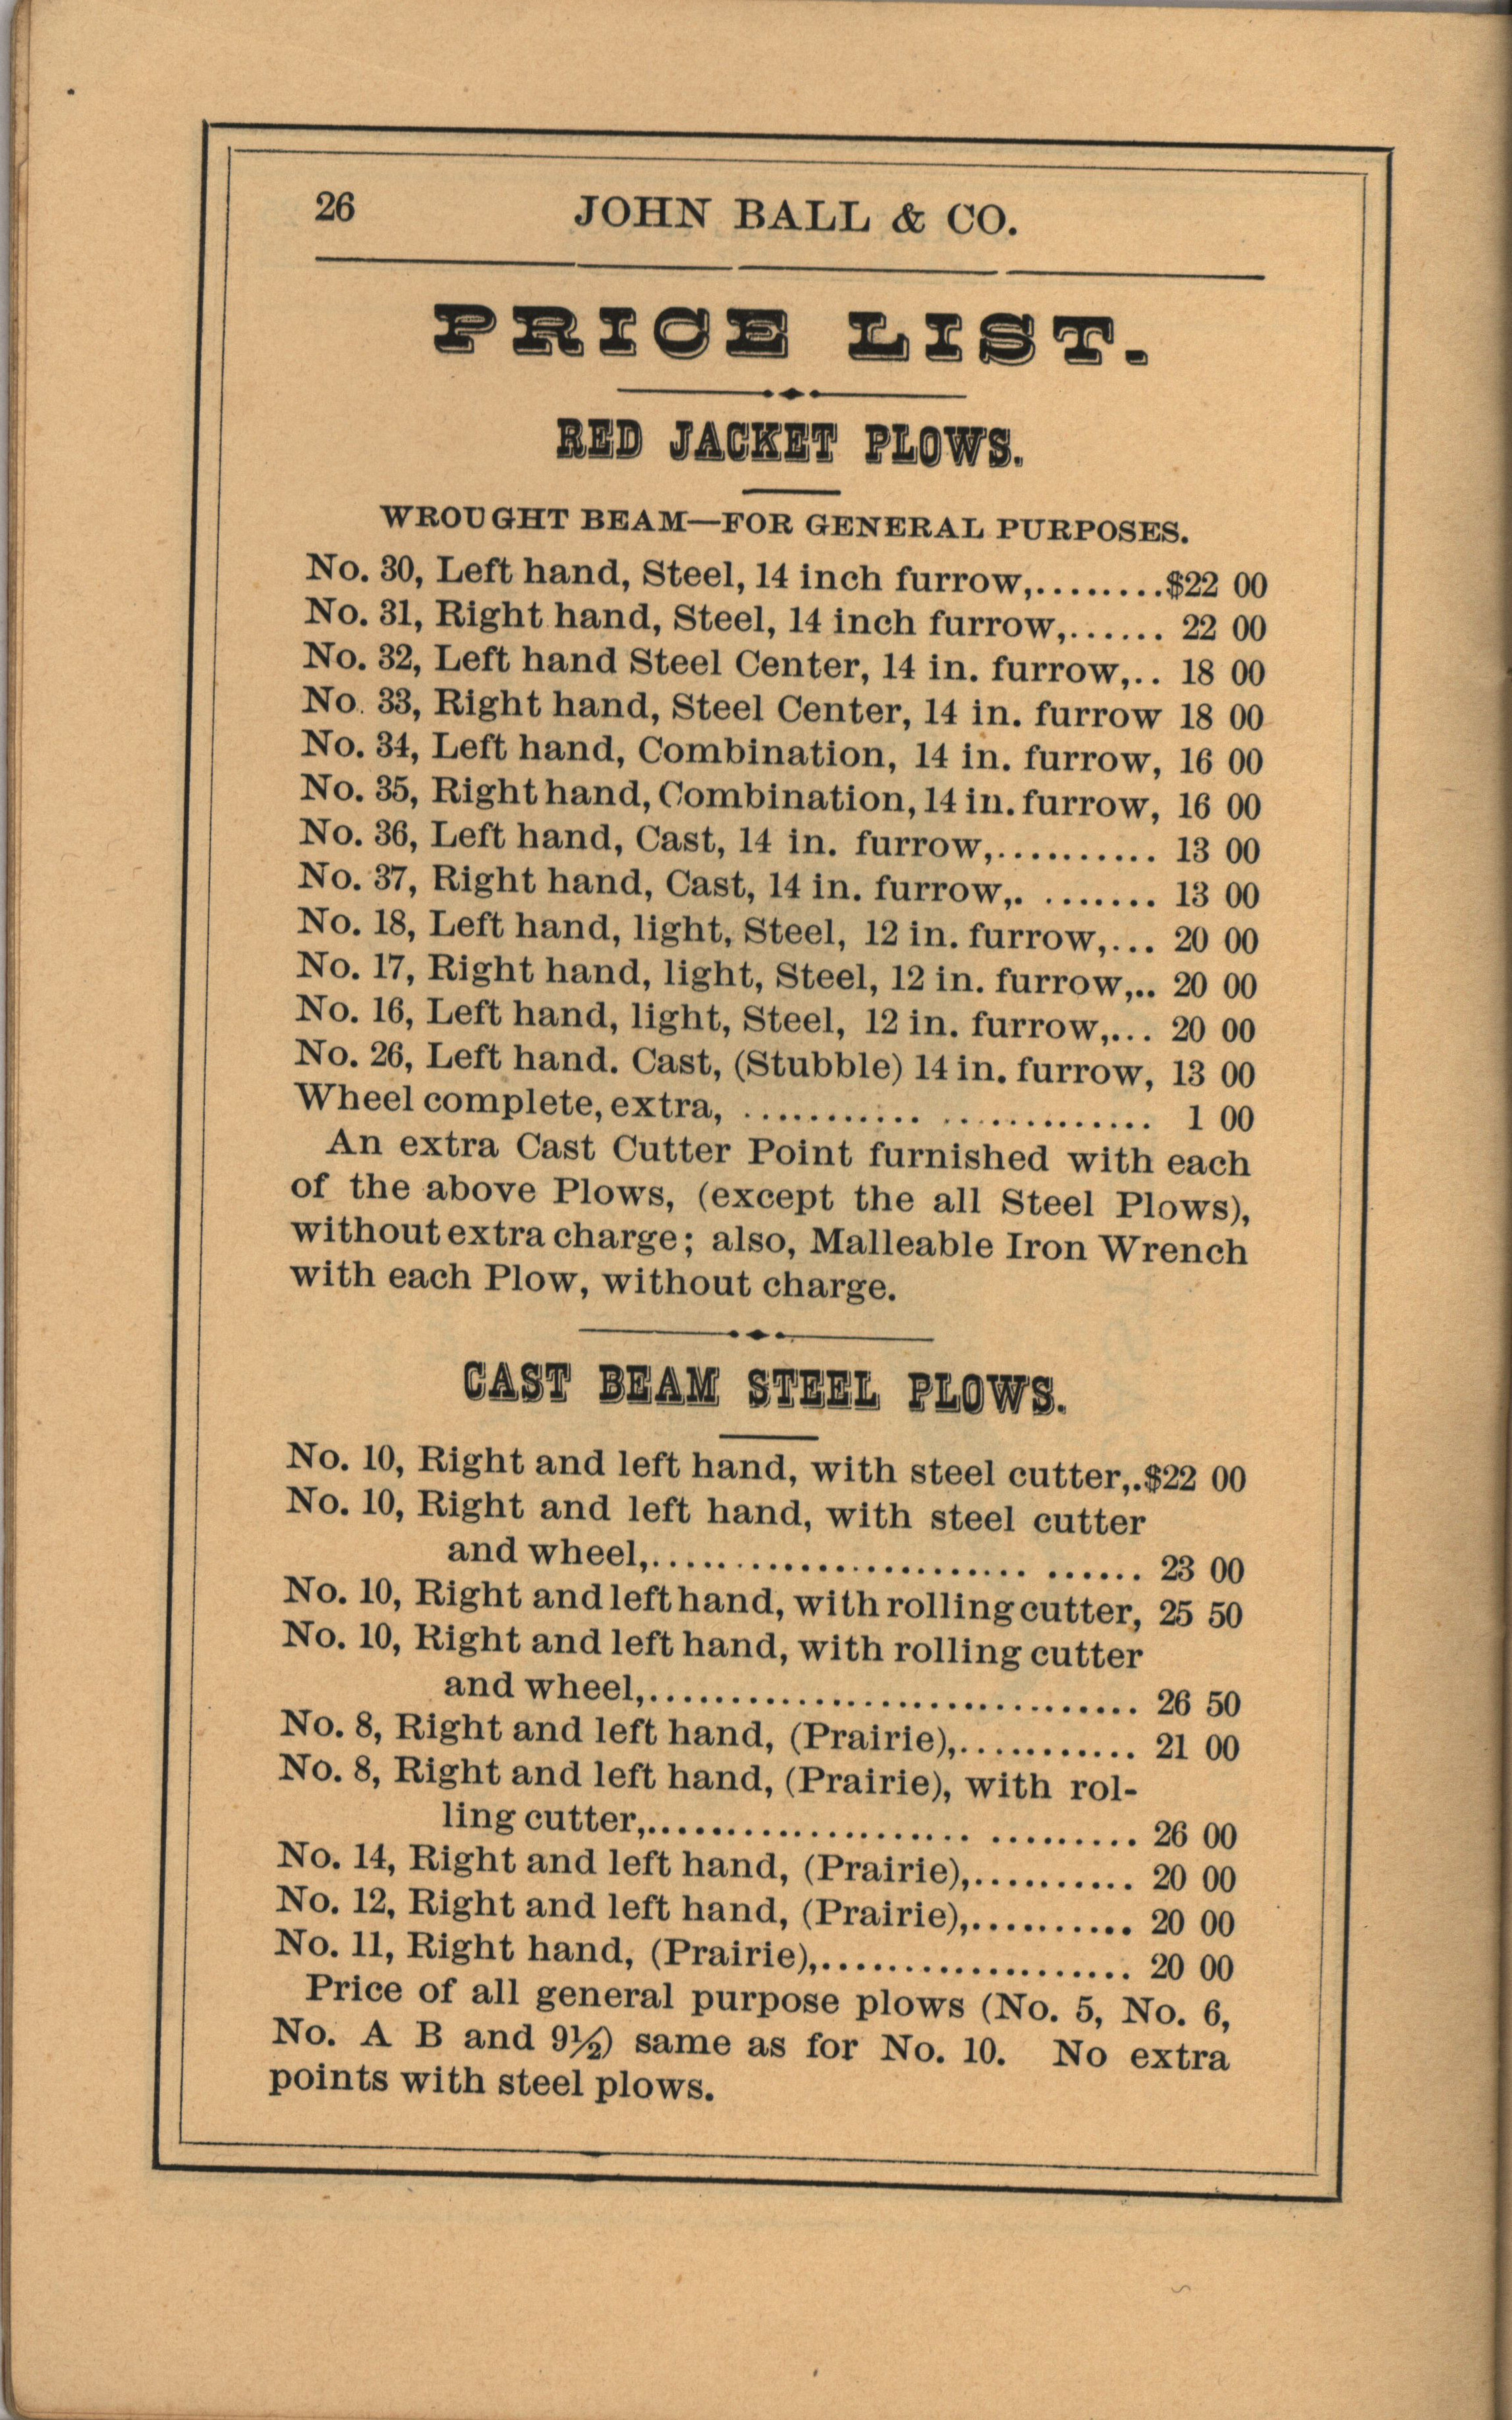 26 JOHN BALL & CO.
PRICE LIST.
RED JACKET PLOWS.
WROUGHT BEAM—FOR GENERAL PURPOSES.
No. 30, Left hand, Steel, 14 inch furrow,........$22 00
No. 31, Right hand, Steel, 14 inch furrow,...... 22 00
No. 32, Left hand Steel Center, 14 in. furrow,.. 18 00
No. 33, Right hand, Steel Center, 14 in. furrow 18 00
No. 34, Left hand, Combination, 14 in. furrow, 16 00
No. 35, Right hand, Combination, 14 in. furrow, 16 00
No. 36, Left hand, Cast, 14 in. furrow,.......... 13 00
No. 37, Right hand, Cast, 14 in. furrow,. ....... 13 00
No. 18, Left hand, light, Steel, 12 in. furrow,... 20 00
No. 17, Right hand, light, Steel, 12 in. furrow,.. 20 00
No. 16, Left hand, light, Steel, 12 in. furrow,... 20 00
No. 26, Left hand. Cast, (Stubble) 14 in. furrow, 13 00
Wheel complete, extra, ........... ............. 1 00
An extra Cast Cutter Point furnished with each
of the above Plows, (except the all Steel Plows),
without extra charge; also, Malleable Iron Wrench
with each Plow, without charge.
CAST BEAM STEEL PLOWS.
No. 10, Right and left hand, with steel cutter,.$22 00
No. 10, Right and left hand, with steel cutter
and wheel,....................... ...... 23 00
No. 10, Right and left hand, with rolling cutter, 25 50
No. 10, Right and left hand, with rolling cutter
and wheel,.............................. 26 50
No. 8, Right and left hand, (Prairie),........... 21 00
No. 8, Right and left hand, (Prairie), with rol-
ling cutter,.................... ......... 26 00
No. 14, Right and left hand, (Prairie),.......... 20 00
No. 12, Right and left hand, (Prairie),.......... 20 00
No. 11, Right hand, (Prairie),................... 20 00
Price of all general purpose plows (No. 5, No. 6,
No. A B and 9½) same as for No. 10. No extra
points with steel plows.